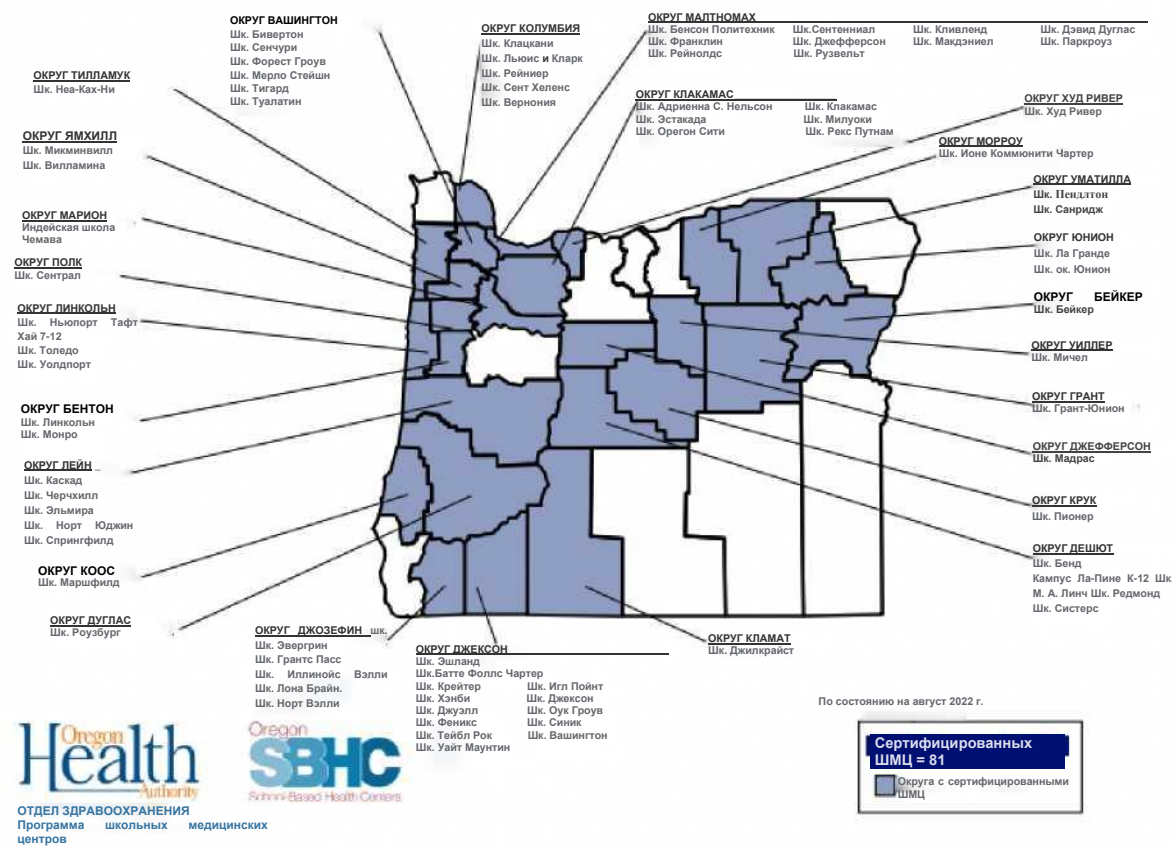 ОКРУГ ВАШИНГТОН
Шк. Бивертон
Шк. Сенчури
Шк. Форест Гроув
Шк. Мерло Стейшн
Шк. Тигард
Шк. Туалатин
ОКРУГ КОЛУМБИЯ
Шк. Клацкани
Шк. Льюис и Кларк
Шк. Рейниер
Шк. Сент Хеленс
Шк. Вернония
ОКРУГ МАЛТНОМАХ
Шк. Бенсон Политехник Шк.Сентенниал Шк. Кливленд Шк. Дэвид Дуглас
Шк. Франклин Шк. Джефферсон Шк. Макдэниел Шк. Паркроуз
Шк. Рейнолдс Шк. Рузвельт
ОКРУГ КЛАКАМАС
Шк. Адриенна С. Нельсон Шк. Клакамас
Шк. Эстакада Шк. Милуоки
Шк. Орегон Сити Шк. Рекс Путнам
ОКРУГ ХУД РИВЕР
Шк. Худ Ривер
ОКРУГ МОРРОУ
Шк. Ионе Коммюнити Чартер
ОКРУГ УМАТИЛЛА
Шк. Пендлтон
Шк. Санридж
ОКРУГ ЮНИОН
Шк. Ла Гранде
Шк. ок. Юнион
ОКРУГ БЕЙКЕР
Шк. Бейкер
ОКРУГ УИЛЛЕР
Шк. Мичел
ОКРУГ ГРАНТ
Шк. Грант-Юнион
ОКРУГ ДЖЕФФЕРСОН
Шк. Мадрас
ОКРУГ КРУК
Шк. Пионер
ОКРУГ ДЕШЮТ
Шк. Бенд
Кампус Ла-Пине К-12 Шк
М. А. Линч Шк. Редмонд
Шк. Систерс
ОКРУГ ТИЛЛАМУК
Шк. Неа-Ках-Ни
ОКРУГ ЯМХИЛЛ
Шк. Микминвилл
Шк. Вилламина
ОКРУГ МАРИОН
Индейская школа
Чемава
ОКРУГ ПОЛК
Шк. Сентрал
ОКРУГ ЛИНКОЛЬН
Шк. Ньюпорт Тафт
Хай 7-12
Шк. Толедо
Шк. Уолдпорт
ОКРУГ БЕНТОН
Шк. Линкольн
Шк. Монро
ОКРУГ ЛЕЙН
Шк. Каскад
Шк. Черчхилл
Шк. Эльмира
Шк. Норт Юджин
Шк. Спрингфилд
ОКРУГ КООС
Шк. Маршфилд
ОКРУГ ДУГЛАС
Шк. Роузбург
ОКРУГ ДЖОЗЕФИН шк.
Шк. Эвергрин
Шк. Грантс Пасс
Шк. Иллинойс Вэлли
Шк. Лона Брайн.
Шк. Норт Вэлли
ОКРУГ ДЖЕКСОН
Шк. Эшланд
Шк.Батте Фоллс Чартер
Шк. Крейтер Шк. Игл Пойнт
Шк. Хэнби Шк. Джексон
Шк. Джуэлл Шк. Оук Гроув
Шк. Феникс Шк. Синик
Шк. Тейбл Рок Шк. Вашингтон
Шк. Уайт Маунтин
ОКРУГ КЛАМАТ
Шк. Джилкрайст
По состоянию на август 2022 г.
Сертифицированных
ШМЦ = 81
Округа с сертифицированными
ШМЦ
Oregon
Health
Authority
Oregon
SBHC
School-Based Health Centers
ОТДЕЛ ЗДРАВООХРАНЕНИЯ
Программа школьных медицинских
центров